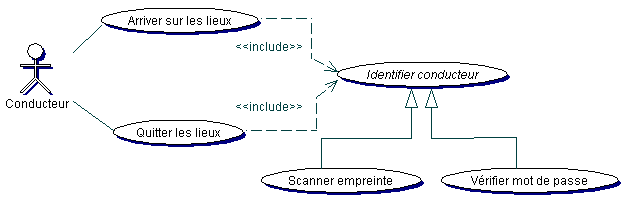 Arriver sur les lieux
<<include>>
Identifier conducteur
Conducteur
<<include>>
Quitter les lieux
Scanner empreinte
Vérifier mot de passe